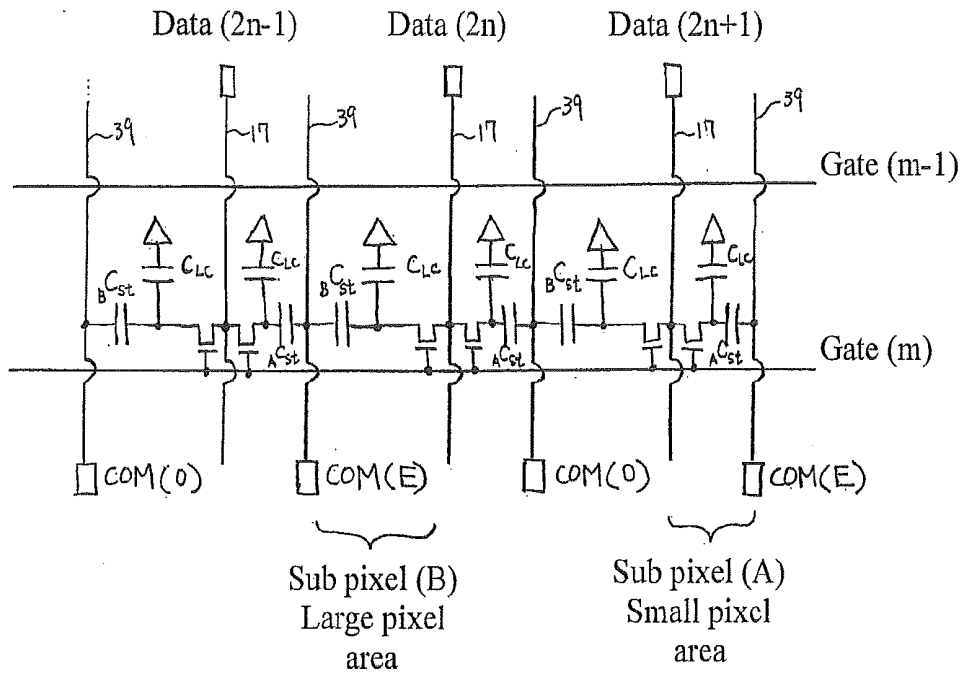 Data (2n-1) Data (2n) Data (2n+1)
39 17 39 17 39 17 39
Gate (m-1)
CLC CLC CLC CLC CLC CLC
BCst BCst BCst
ACst ACst ACst
Gate (m)
COM(O) COM(E) COM(O) COM(E)
Sub pixel (B) Sub pixel (A)
Large pixel Small pixel
area area